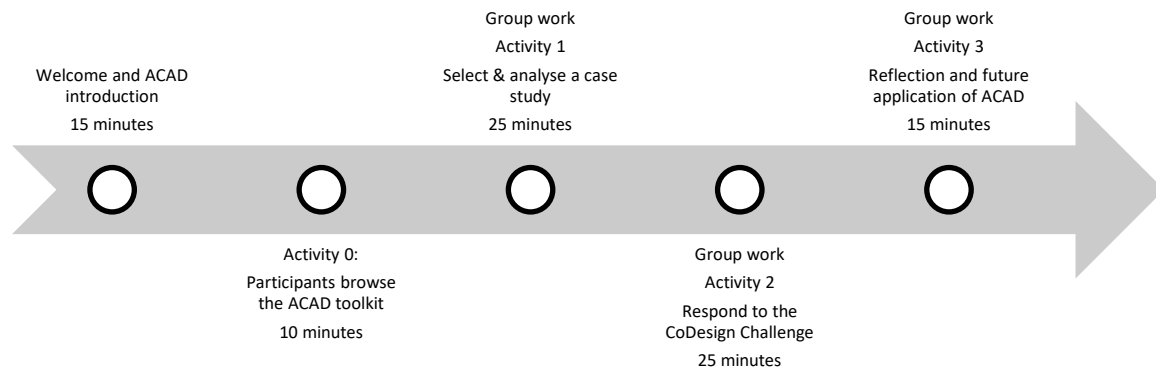 Welcome and ACAD
introduction
15 minutes
Activity 0:
Participants browse
the ACAD toolkit
10 minutes
Group work
Activity 1
Select & analyse a case
study
25 minutes
Group work
Activity 2
Respond to the
CoDesign Challenge
25 minutes
Group work
Activity 3
Reflection and future
application of ACAD
15 minutes